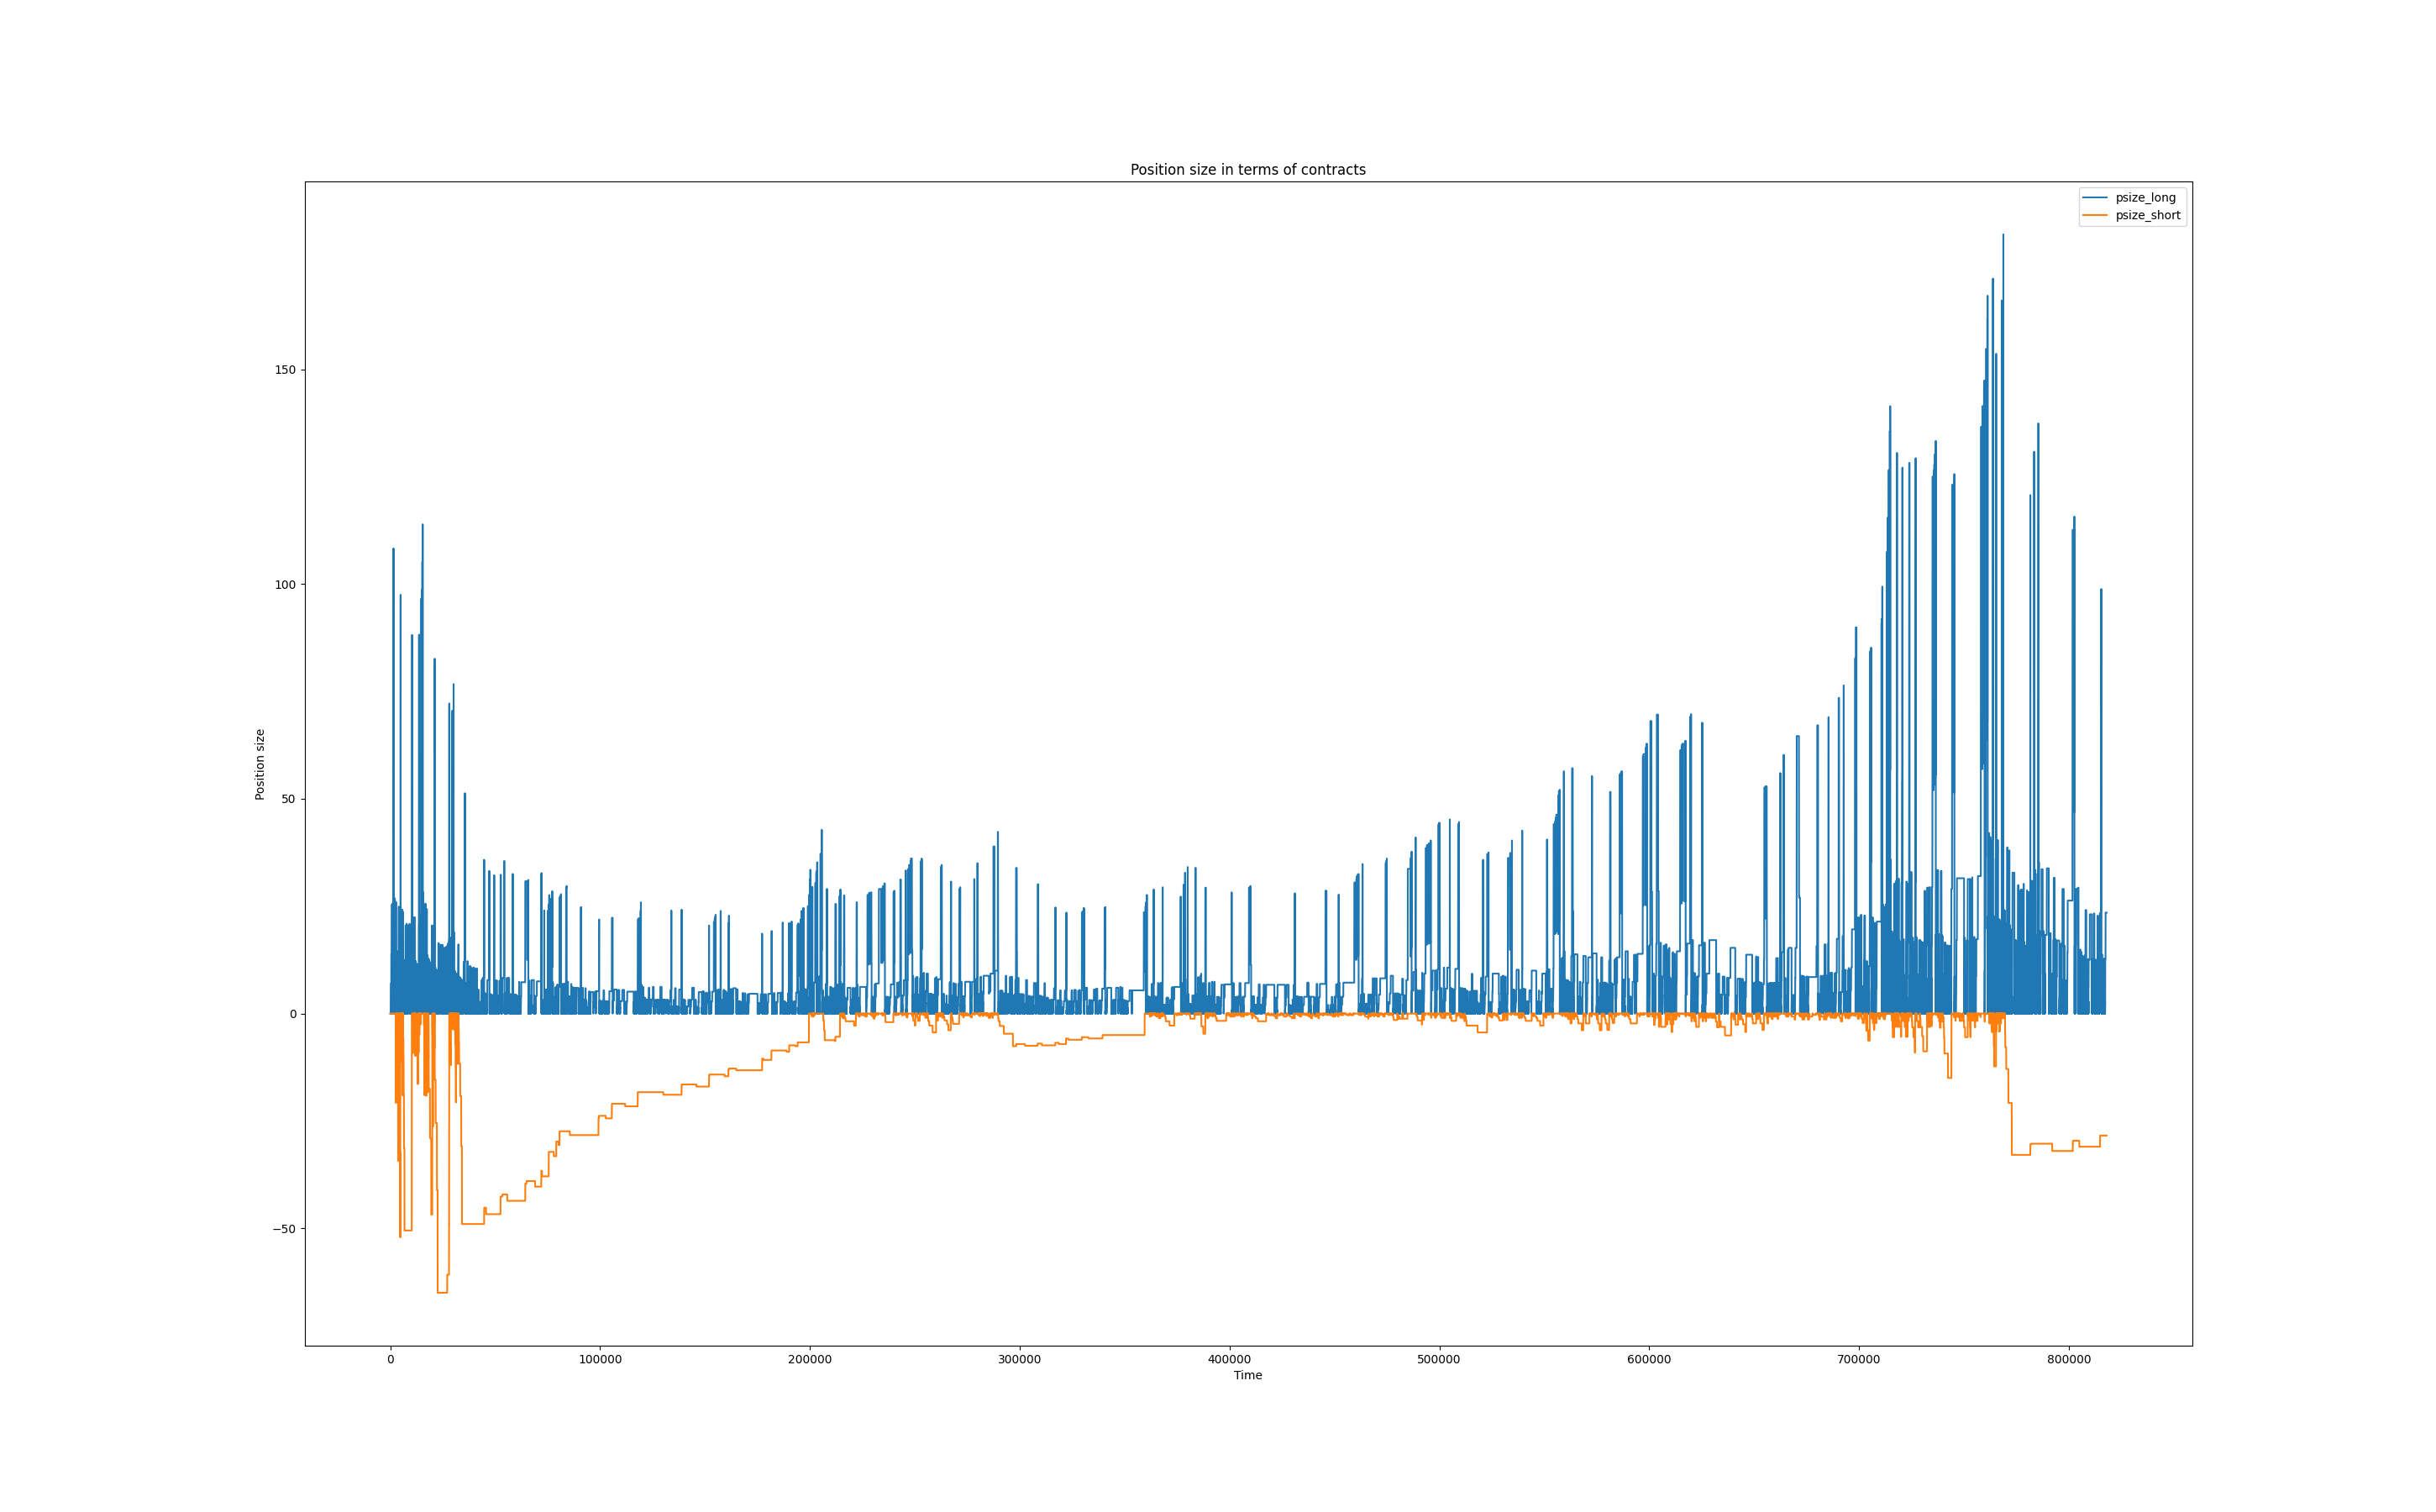 Position size in terms of contracts
psize_long
psize_short
150
100
50
0
−50
Position size
0 100000 200000 300000 400000 500000 600000 700000 800000
Time